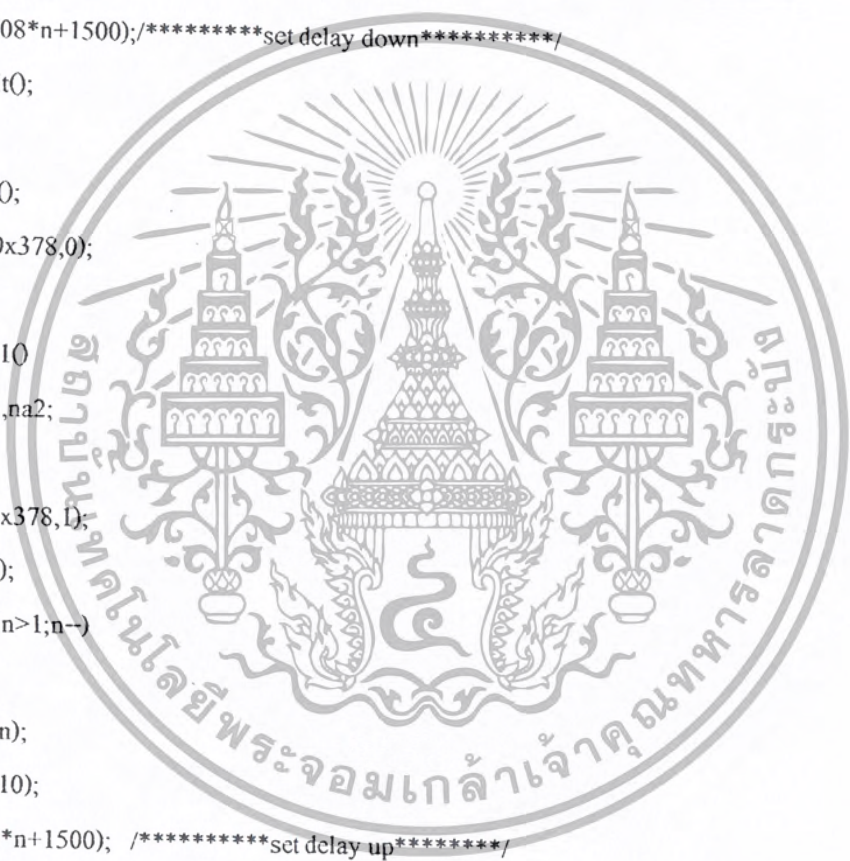 08*n+1500);/*********set delay down**********/
t();
();
0x378,0);
1()
,na2;
x378,1);
);
n>1;n--)
n);
10);
*n+1500); /**********set delay up********/
สถาบันเทคโนโลยีพระจอมเกล้าเจ้าคุณทหารลาดกระบัง